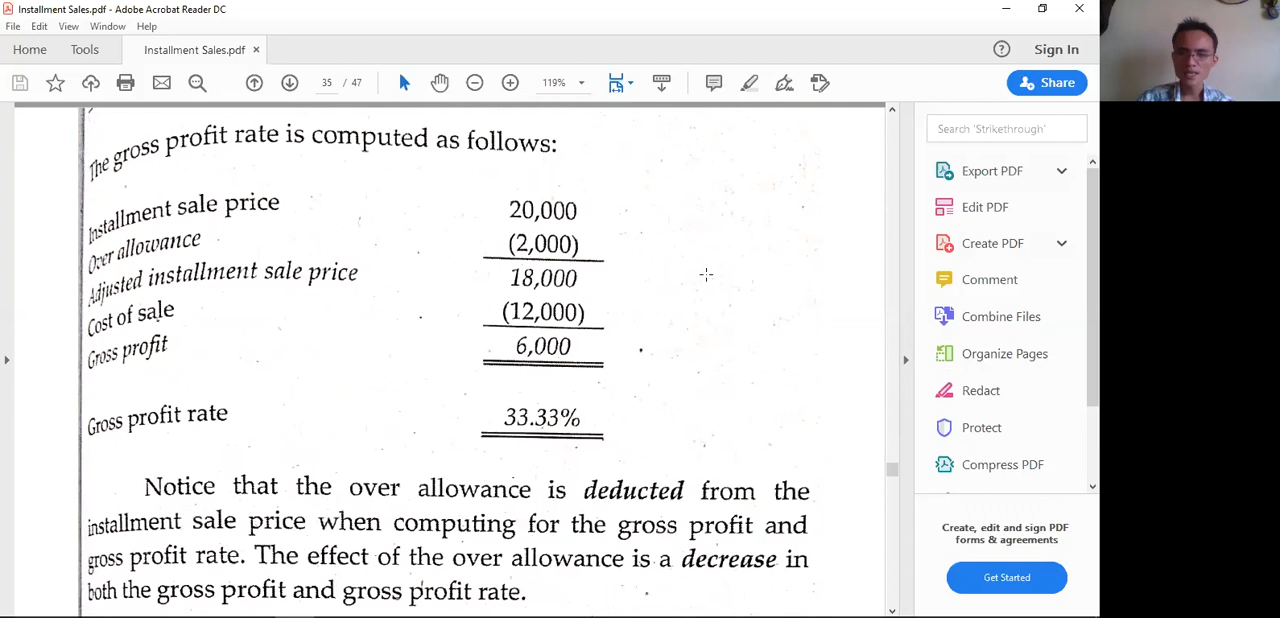 Installment Sales.pdf - Adobe Acrobat Reader DC
File Edit View Window Help
Home Tools Installment Sales.pdf × Sign In
35 / 47 119% Share
The gross profit rate is computed as follows:
Installment sale price 20,000
Over allowance (2,000)
Adjusted installment sale price 18,000
Cost of sale (12,000)
Gross profit 6,000
Gross profit rate 33.33%
Notice that the over allowance is deducted from the
installment sale price when computing for the gross profit and
gross profit rate. The effect of the over allowance is a decrease in
both the gross profit and gross profit rate.
Search 'Strikethrough'
Export PDF
Edit PDF
Create PDF
Comment
Combine Files
Organize Pages
Redact
Protect
Compress PDF
Create, edit and sign PDF
forms & agreements
Get Started